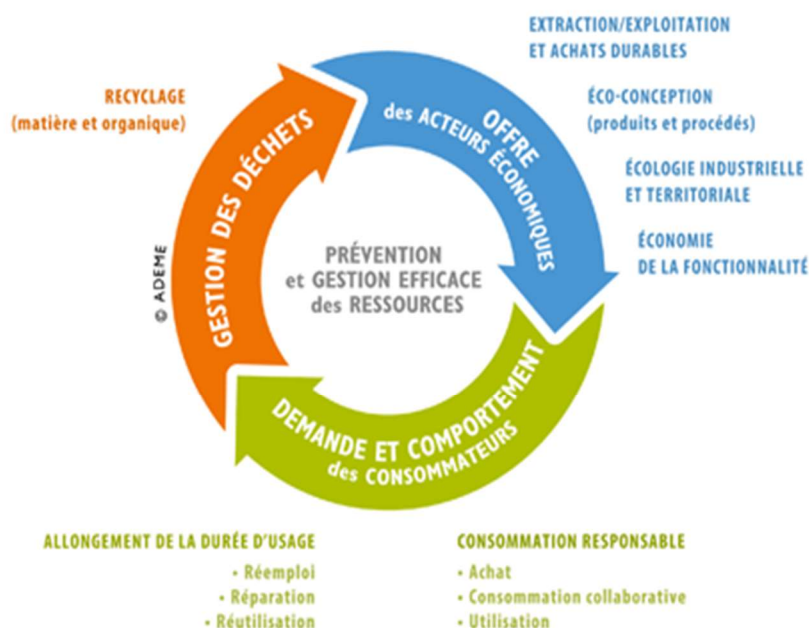 EXTRACTION/EXPLOITATION
ET ACHATS DURABLES
RECYCLAGE
(matière et organique)
ÉCO-CONCEPTION
(produits et procédés)
ÉCOLOGIE INDUSTRIELLE
ET TERRITORIALE
ÉCONOMIE
DE LA FONCTIONNALITÉ
OFFRE
des ACTEURS ÉCONOMIQUES
GESTION DES DÉCHETS
PRÉVENTION
et GESTION EFFICACE
des RESSOURCES
© ADEME
DEMANDE ET COMPORTEMENT
des CONSOMMATEURS
ALLONGEMENT DE LA DURÉE D'USAGE
• Réemploi
• Réparation
• Réutilisation
CONSOMMATION RESPONSABLE
• Achat
• Consommation collaborative
• Utilisation